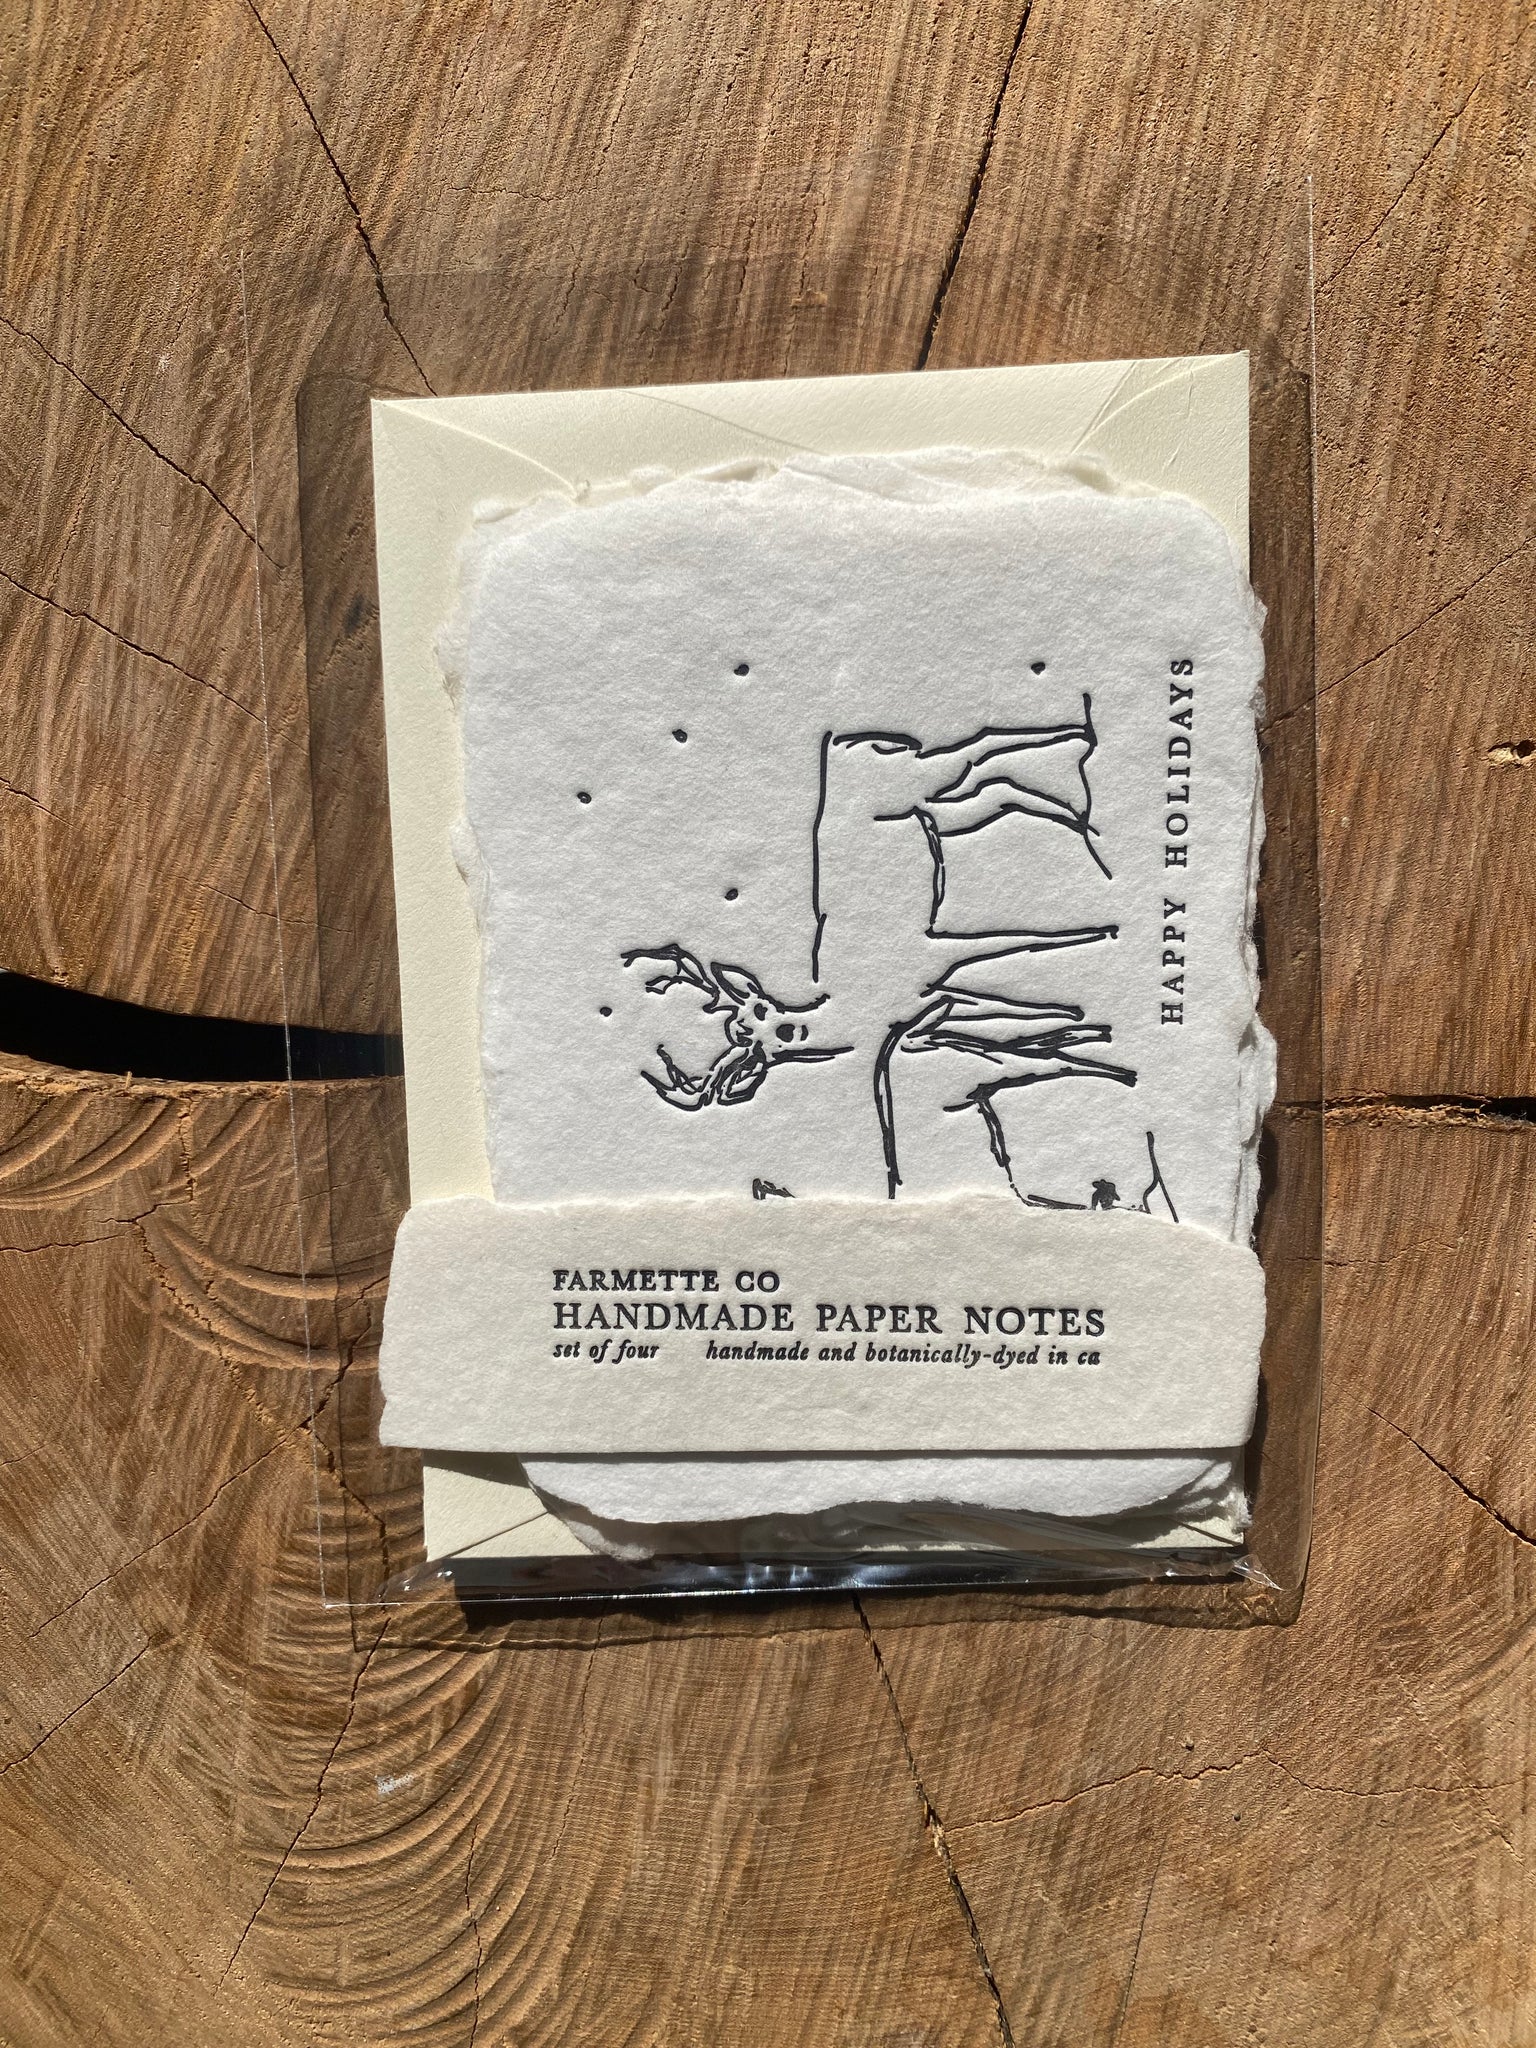 HAPPY HOLIDAYS
FARMETTE CO
HANDMADE PAPER NOTES
set of four handmade and botanically-dyed in ca